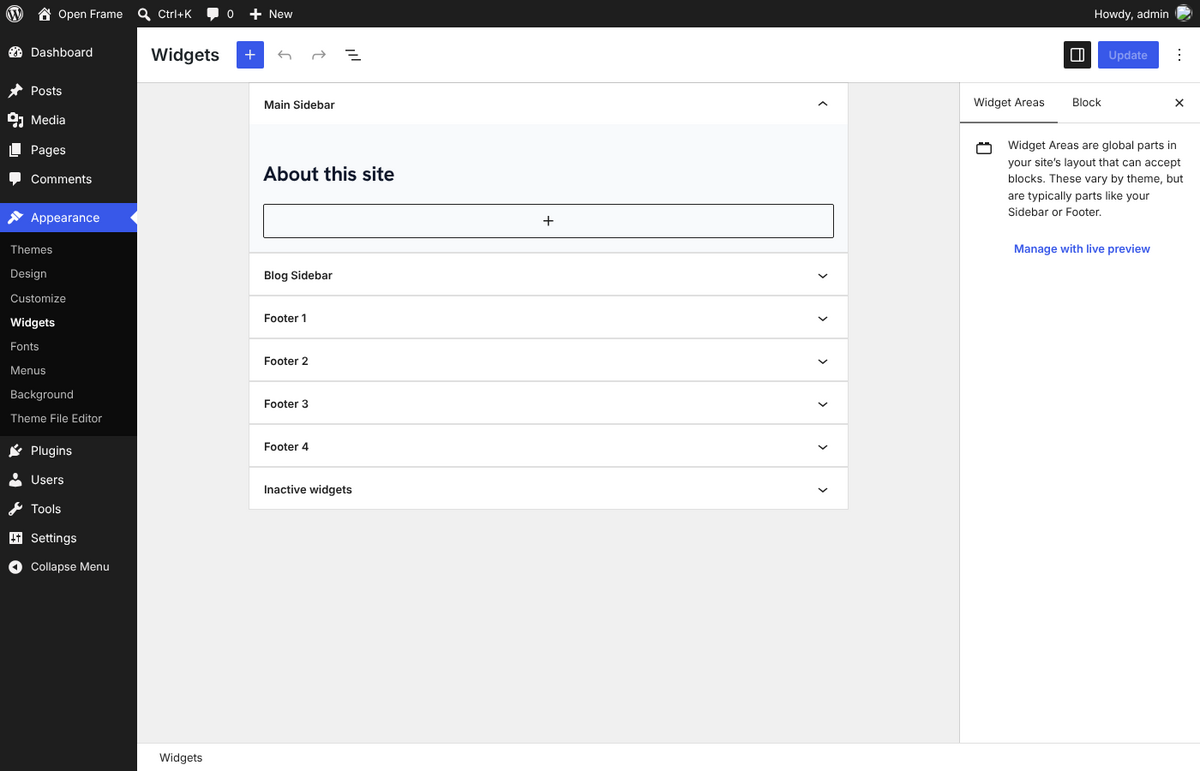 Open Frame Ctrl+K 0 New Howdy, admin
Dashboard
Posts
Media
Pages
Comments
Appearance
Themes
Design
Customize
Widgets
Fonts
Menus
Background
Theme File Editor
Plugins
Users
Tools
Settings
Collapse Menu
Widgets
Update
Main Sidebar
About this site
Blog Sidebar
Footer 1
Footer 2
Footer 3
Footer 4
Inactive widgets
Widget Areas Block
Widget Areas are global parts in
your site’s layout that can accept
blocks. These vary by theme, but
are typically parts like your
Sidebar or Footer.
Manage with live preview
Widgets